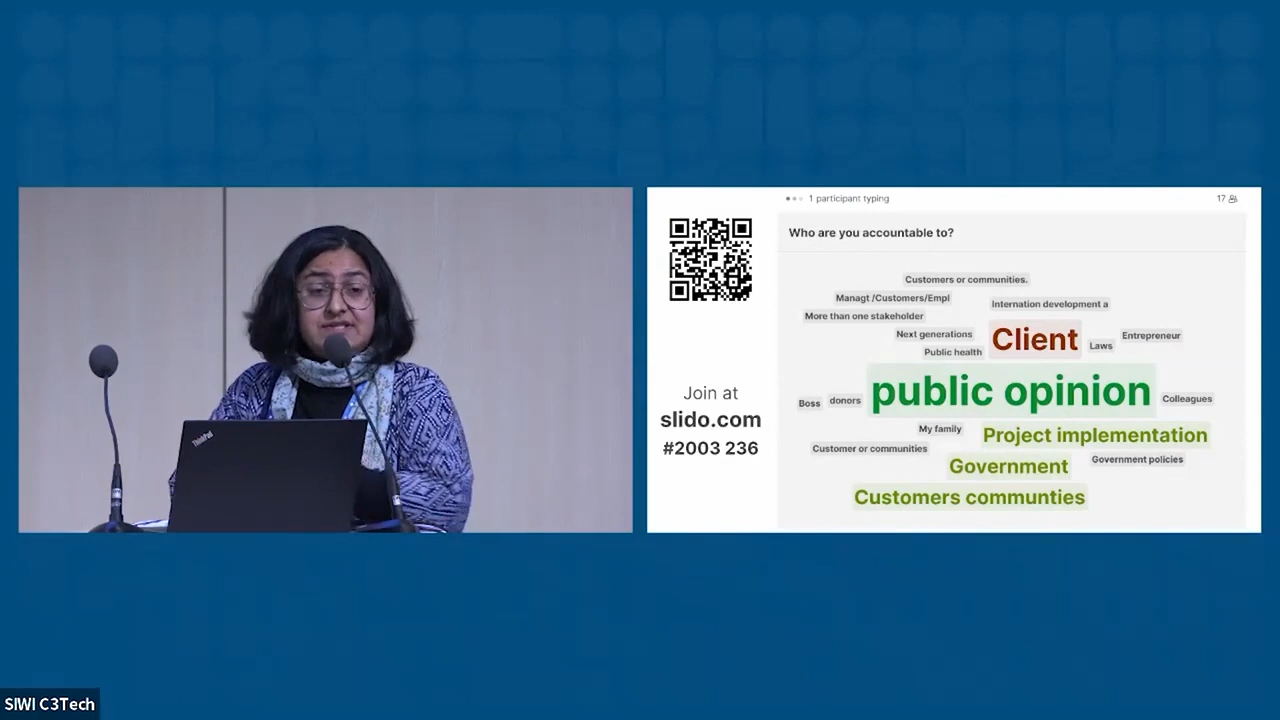 1 participant typing
17
Who are you accountable to?
Customers or communities.
Managt /Customers/Empl
Internation development a
More than one stakeholder
Next generations
Client
Laws
Entrepreneur
Public health
public opinion
Boss
donors
Colleagues
My family
Project implementation
Customer or communities
Government
Government policies
Customers communties
Join at
slido.com
#2003 236
ThinkPad
SIWI C3Tech